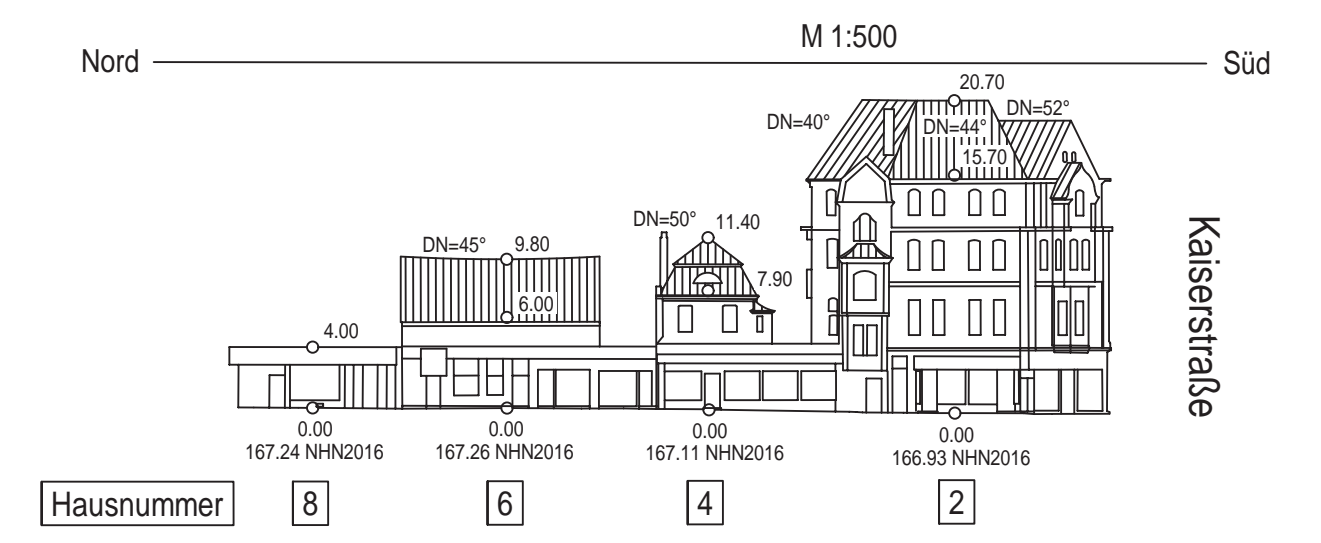 M 1:500
Nord
Süd
20.70
DN=40°
DN=44°
DN=52°
15.70
DN=50°
11.40
DN=45°
9.80
7.90
6.00
4.00
Kaiserstraße
0.00
167.24 NHN2016
0.00
167.26 NHN2016
0.00
167.11 NHN2016
0.00
166.93 NHN2016
Hausnummer 8 6 4 2